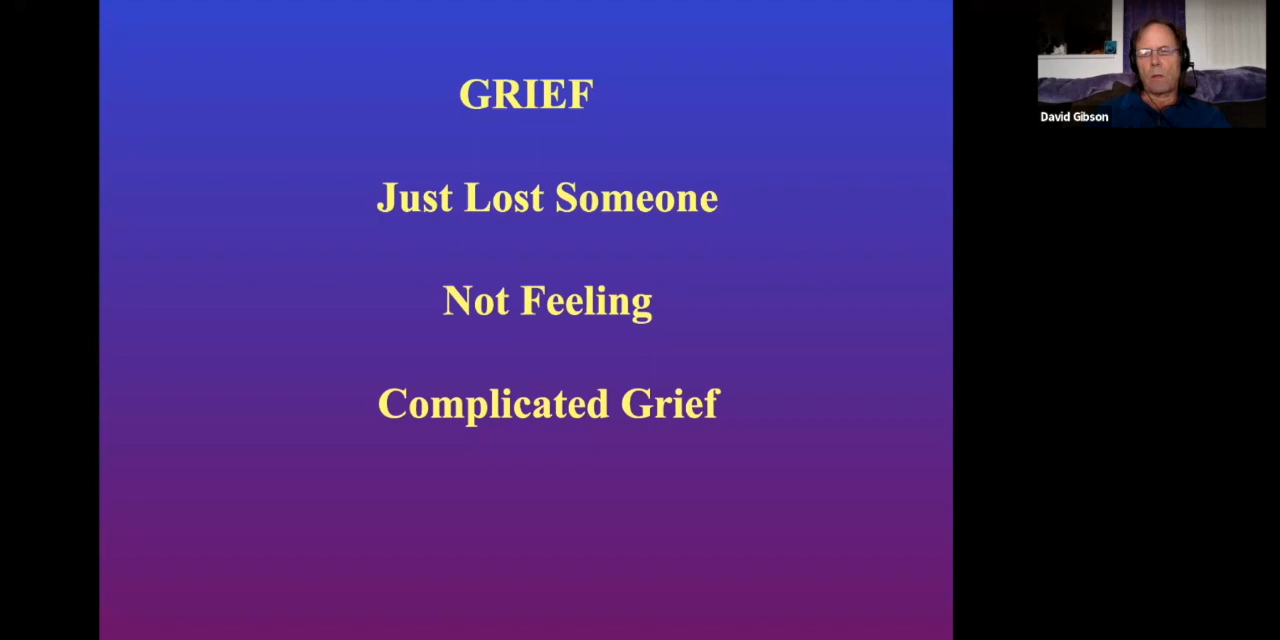 GRIEF
Just Lost Someone
Not Feeling
Complicated Grief
David Gibson